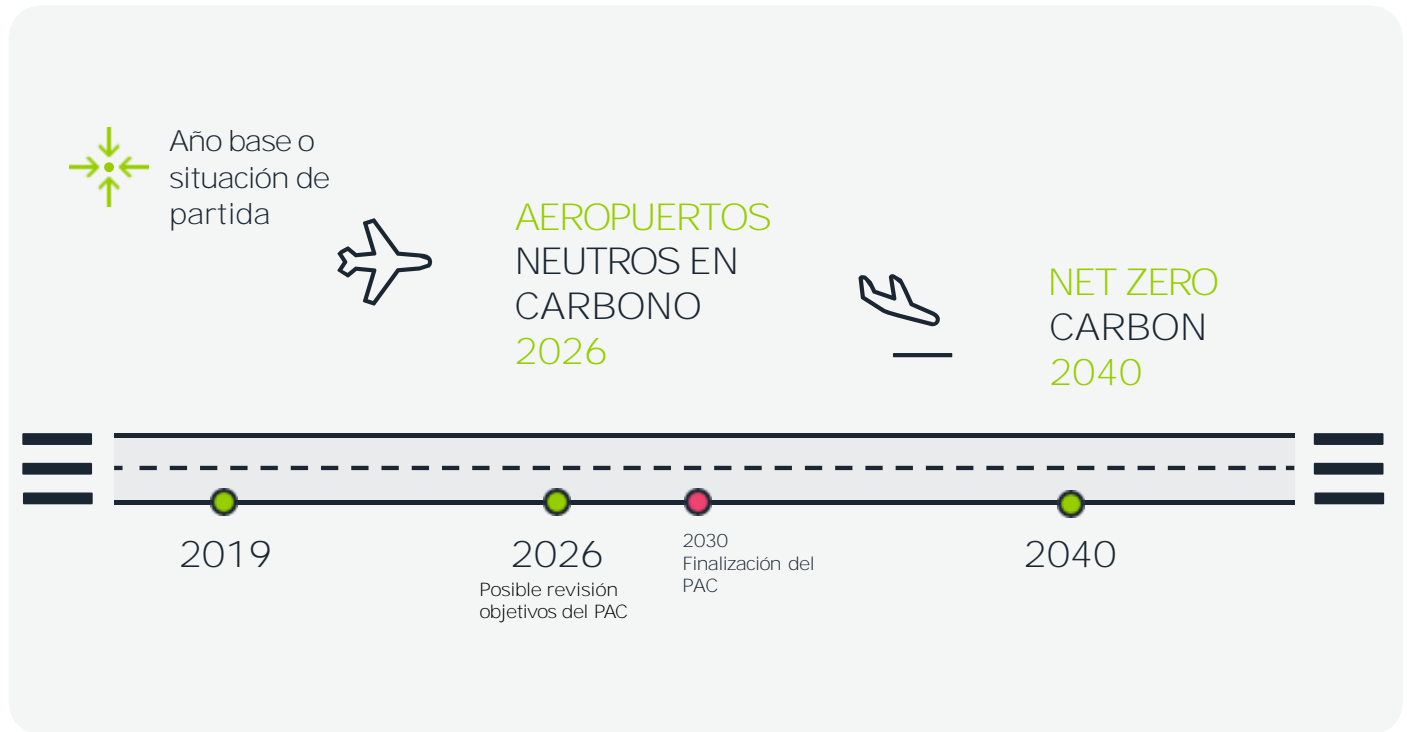 Año base o
situación de
partida
AEROPUERTOS
NEUTROS EN
CARBONO
2026
NET ZERO
CARBON
2040
2019
2026
Posible revisión
objetivos del PAC
2030
Finalización del
PAC
2040